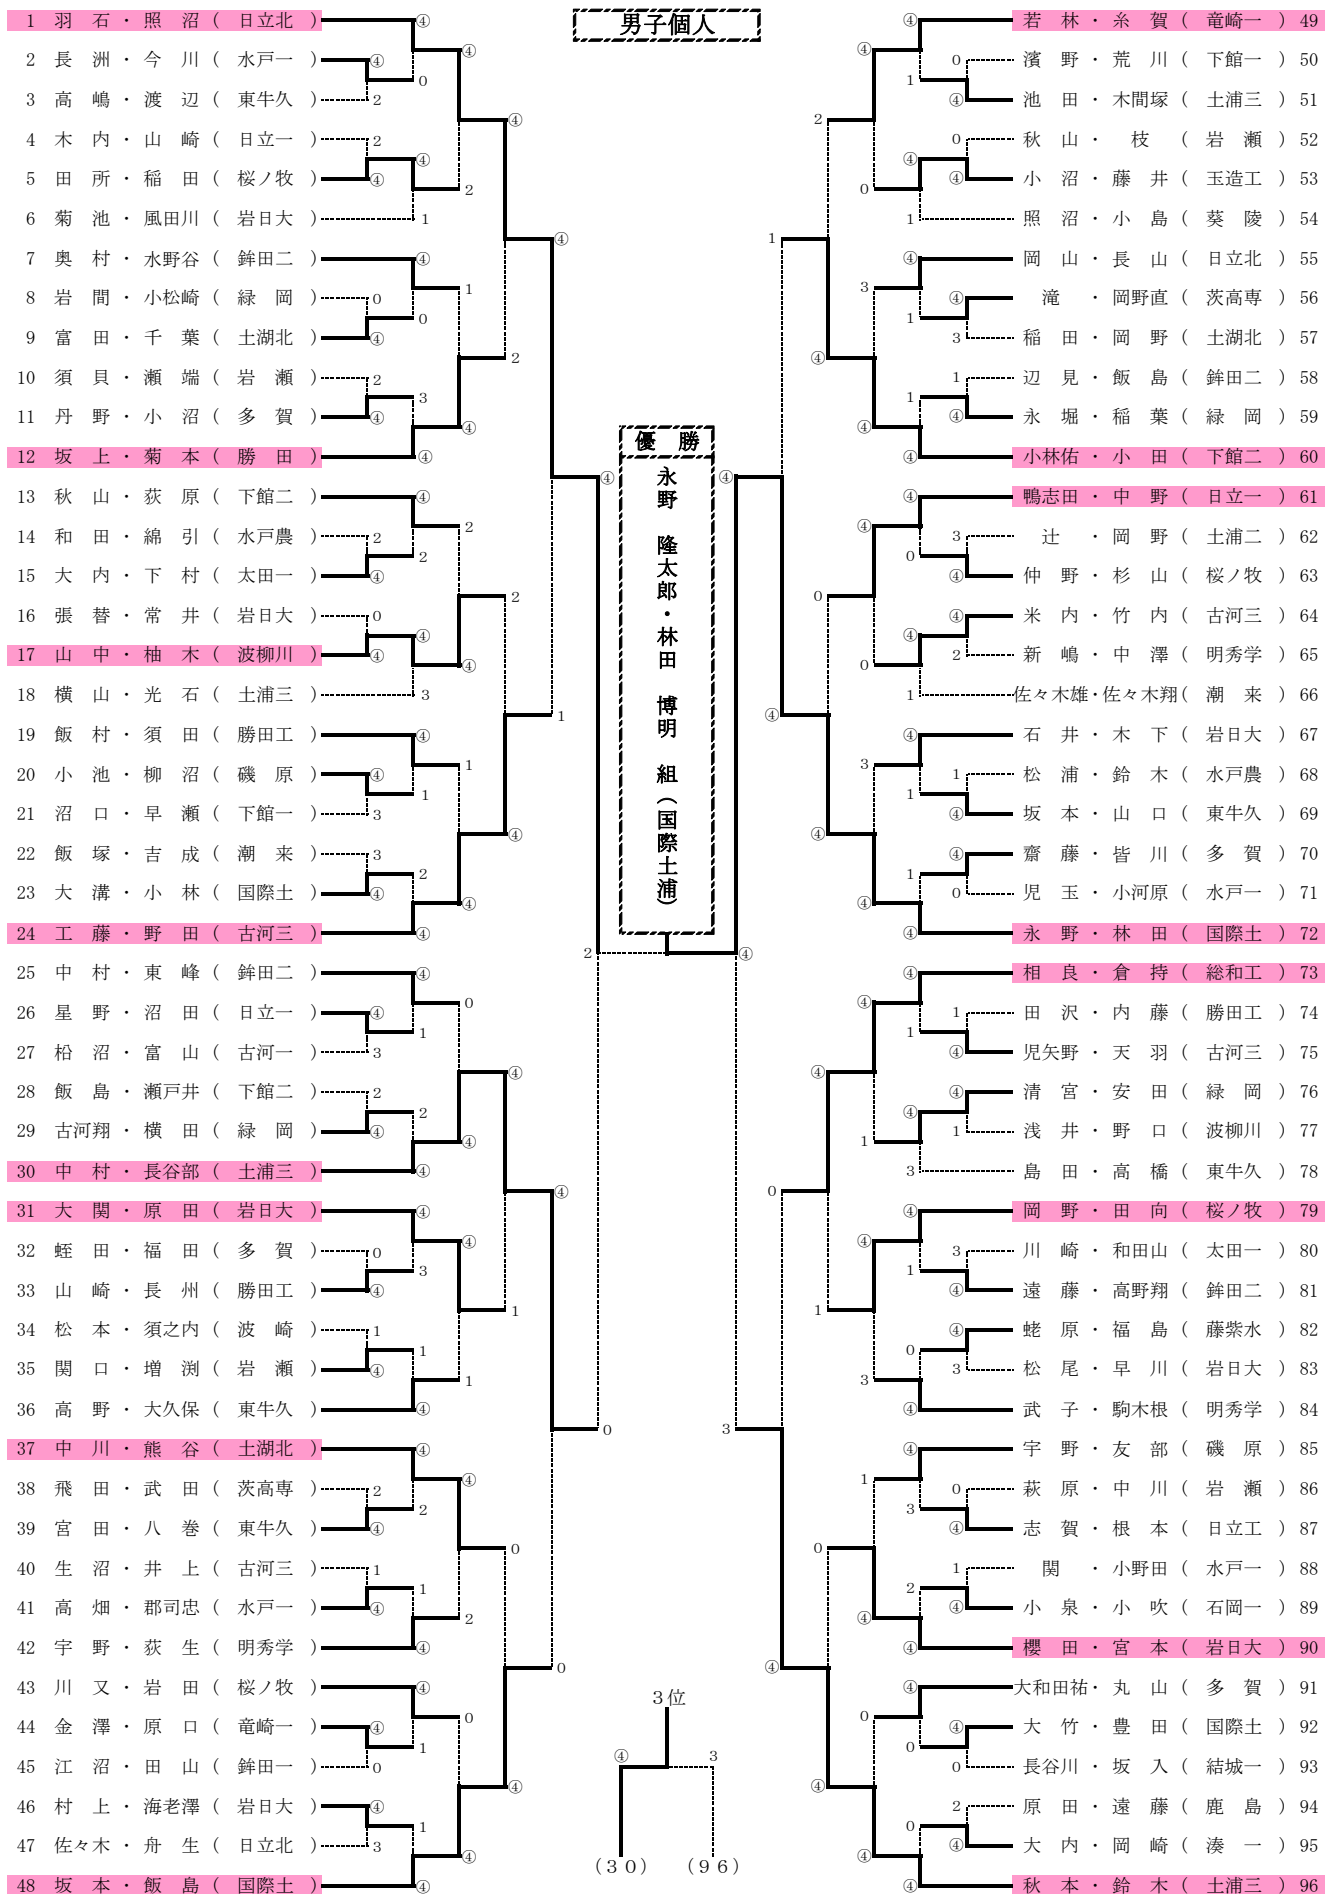 男子個人
1 羽石・照沼(日立北)
2 長洲・今川(水戸一)
3 高嶋・渡辺(東牛久)
4 木内・山崎(日立一)
5 田所・稲田(桜ノ牧)
6 菊池・風田川(岩日大)
7 奥村・水野谷(鉾田二)
8 岩間・小松崎(緑岡)
9 富田・千葉(土湖北)
10 須貝・瀬端(岩瀬)
11 丹野・小沼(多賀)
12 坂上・菊本(勝田)
13 秋山・荻原(下館二)
14 和田・綿引(水戸農)
15 大内・下村(太田一)
16 張替・常井(岩日大)
17 山中・柚木(波柳川)
18 横山・光石(土浦三)
19 飯村・須田(勝田工)
20 小池・柳沼(磯原)
21 沼口・早瀬(下館一)
22 飯塚・吉成(潮来)
23 大溝・小林(国際土)
24 工藤・野田(古河三)
25 中村・東峰(鉾田二)
26 星野・沼田(日立一)
27 松沼・富山(古河一)
28 飯島・瀬戸井(下館二)
29 古河翔・横田(緑岡)
30 中村・長谷部(土浦三)
31 大関・原田(岩日大)
32 蛭田・福田(多賀)
33 山崎・長州(勝田工)
34 松本・須之内(波崎)
35 関口・増渕(岩瀬)
36 高野・大久保(東牛久)
37 中川・熊谷(土湖北)
38 飛田・武田(茨高専)
39 宮田・八巻(東牛久)
40 生沼・井上(古河三)
41 高畑・郡司忠(水戸一)
42 宇野・荻生(明秀学)
43 川又・岩田(桜ノ牧)
44 金澤・原口(竜崎一)
45 江沼・田山(鉾田一)
46 村上・海老澤(岩日大)
47 佐々木・舟生(日立北)
48 坂本・飯島(国際土)
優勝
永野 隆太郎・林田 博明 組(国際土浦)
3位
④ 3
(30) (96)
若林・糸賀(竜崎一)49
濱野・荒川(下館一)50
池田・木間塚(土浦三)51
秋山・枝(岩瀬)52
小沼・藤井(玉造工)53
照沼・小島(葵陵)54
岡山・長山(日立北)55
滝・岡野直(茨高専)56
稲田・岡野(土湖北)57
辺見・飯島(鉾田二)58
永堀・稲葉(緑岡)59
小林佑・小田(下館二)60
鴨志田・中野(日立一)61
辻・岡野(土浦二)62
仲野・杉山(桜ノ牧)63
米内・竹内(古河三)64
新嶋・中澤(明秀学)65
佐々木雄・佐々木翔(潮来)66
石井・木下(岩日大)67
松浦・鈴木(水戸農)68
坂本・山口(東牛久)69
齋藤・皆川(多賀)70
児玉・小河原(水戸一)71
永野・林田(国際土)72
相良・倉持(総和工)73
田沢・内藤(勝田工)74
児矢野・天羽(古河三)75
清宮・安田(緑岡)76
浅井・野口(波柳川)77
島田・高橋(東牛久)78
岡野・田向(桜ノ牧)79
川崎・和田山(太田一)80
遠藤・高野翔(鉾田二)81
蛯原・福島(藤紫水)82
松尾・早川(岩日大)83
武子・駒木根(明秀学)84
宇野・友部(磯原)85
萩原・中川(岩瀬)86
志賀・根本(日立工)87
関・小野田(水戸一)88
小泉・小吹(石岡一)89
櫻田・宮本(岩日大)90
大和田祐・丸山(多賀)91
大竹・豊田(国際土)92
長谷川・坂入(結城一)93
原田・遠藤(鹿島)94
大内・岡崎(湊一)95
秋本・鈴木(土浦三)96